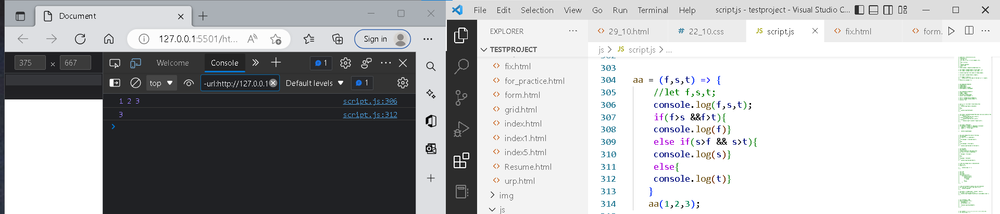 Document
127.0.0.1:5501/ht...
Sign in
375 × 667
Welcome
Console
1
top
-url:http://127.0.0.1
Default levels
1
1 2 3 script.js:306
3 script.js:312
File Edit Selection View Go Run Terminal Help
script.js - testproject - Visual Studio C...
EXPLORER
TESTPROJECT
fix.html
for_practice.html
form.html
grid.html
index.html
index1.html
index5.html
Resume.html
urp.html
img
js
29_10.html
# 22_10.css
JS script.js
fix.html
form.
js > JS script.js > ...
302
303
304 aa = (f,s,t) => {
305 //let f,s,t;
306 console.log(f,s,t);
307 if(f>s &&f>t){
308 console.log(f)}
309 else if(s>f && s>t){
310 console.log(s)}
311 else{
312 console.log(t)}
313 }
314 aa(1,2,3);